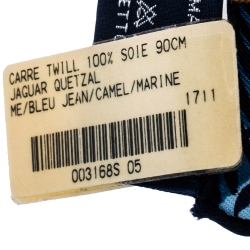 CARRE TWILL 100% SOIE 90CM
JAGUAR QUETZAL
ME/BLEU JEAN/CAMEL/MARINE
1711
003168S 05